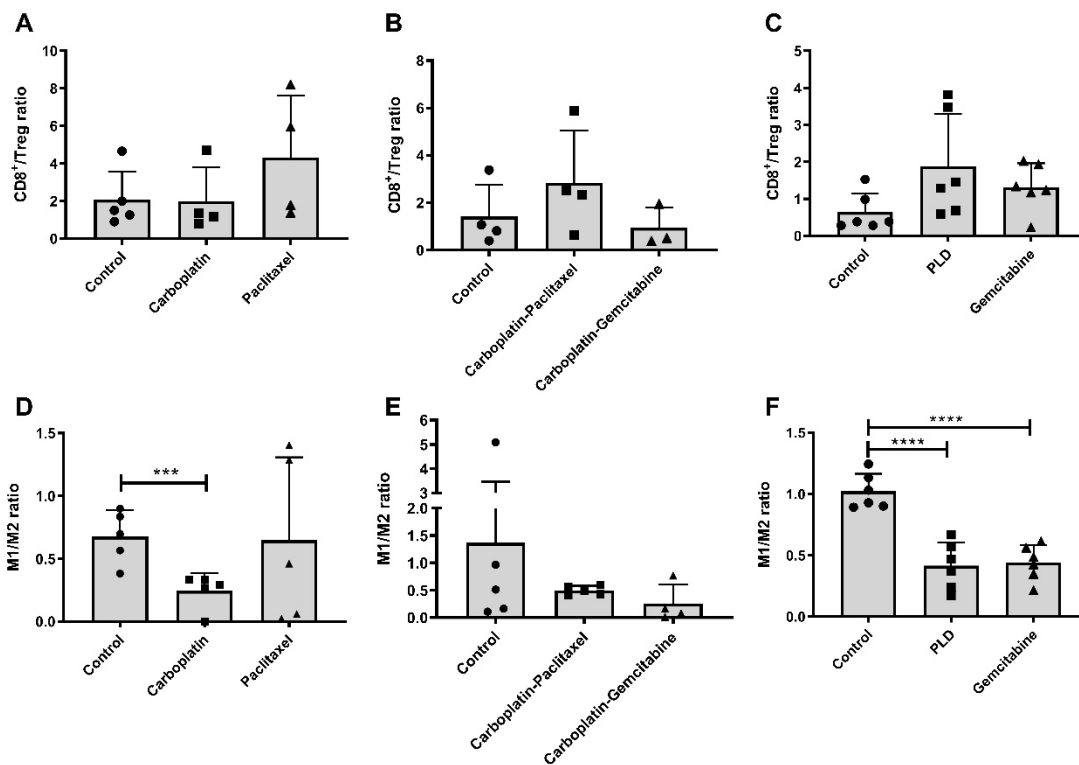 A
CD8⁺/Treg ratio
10
8
6
4
2
0
Control
Carboplatin
Paclitaxel
B
CD8⁺/Treg ratio
8
6
4
2
0
Control
Carboplatin-Paclitaxel
Carboplatin-Gemcitabine
C
CD8⁺/Treg ratio
5
4
3
2
1
0
Control
PLD
Gemcitabine
D
M1/M2 ratio
1.5
1.0
0.5
0.0
***
Control
Carboplatin
Paclitaxel
E
M1/M2 ratio
6
5
4
3
2.0
1.5
1.0
0.5
0.0
Control
Carboplatin-Paclitaxel
Carboplatin-Gemcitabine
F
M1/M2 ratio
1.5
1.0
0.5
0.0
****
****
Control
PLD
Gemcitabine